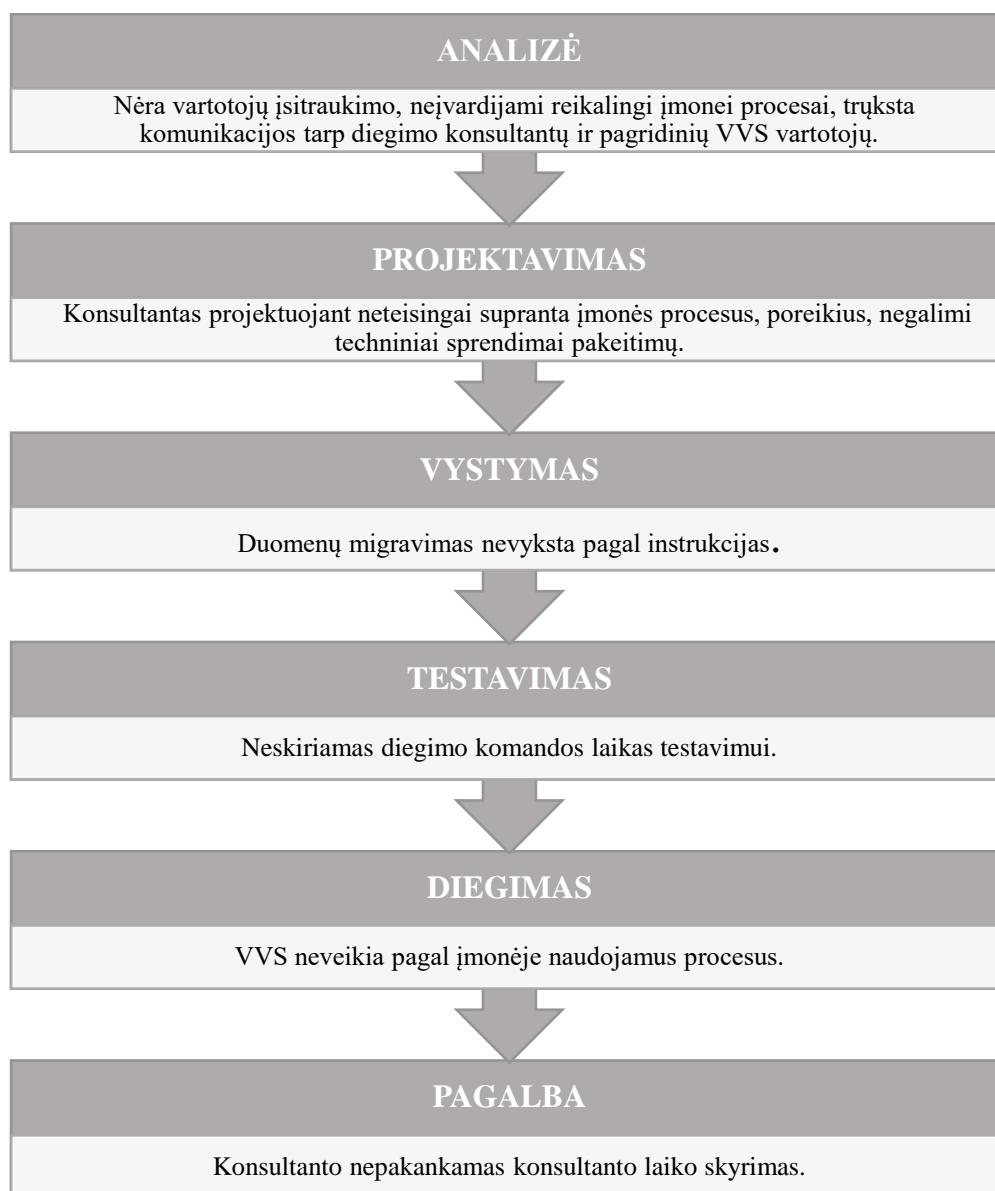 ANALIZĖ
Nėra vartotojų įsitraukimo, neįvardijami reikalingi įmonei procesai, trųksta
komunikacijos tarp diegimo konsultantų ir pagridinių VVS vartotojų.
PROJEKTAVIMAS
Konsultantas projektuojant neteisingai supranta įmonės procesus, poreikius, negalimi
techniniai sprendimai pakeitimų.
VYSTYMAS
Duomenų migravimas nevyksta pagal instrukcijas.
TESTAVIMAS
Neskiriamas diegimo komandos laikas testavimui.
DIEGIMAS
VVS neveikia pagal įmonėje naudojamus procesus.
PAGALBA
Konsultanto nepakankamas konsultanto laiko skyrimas.